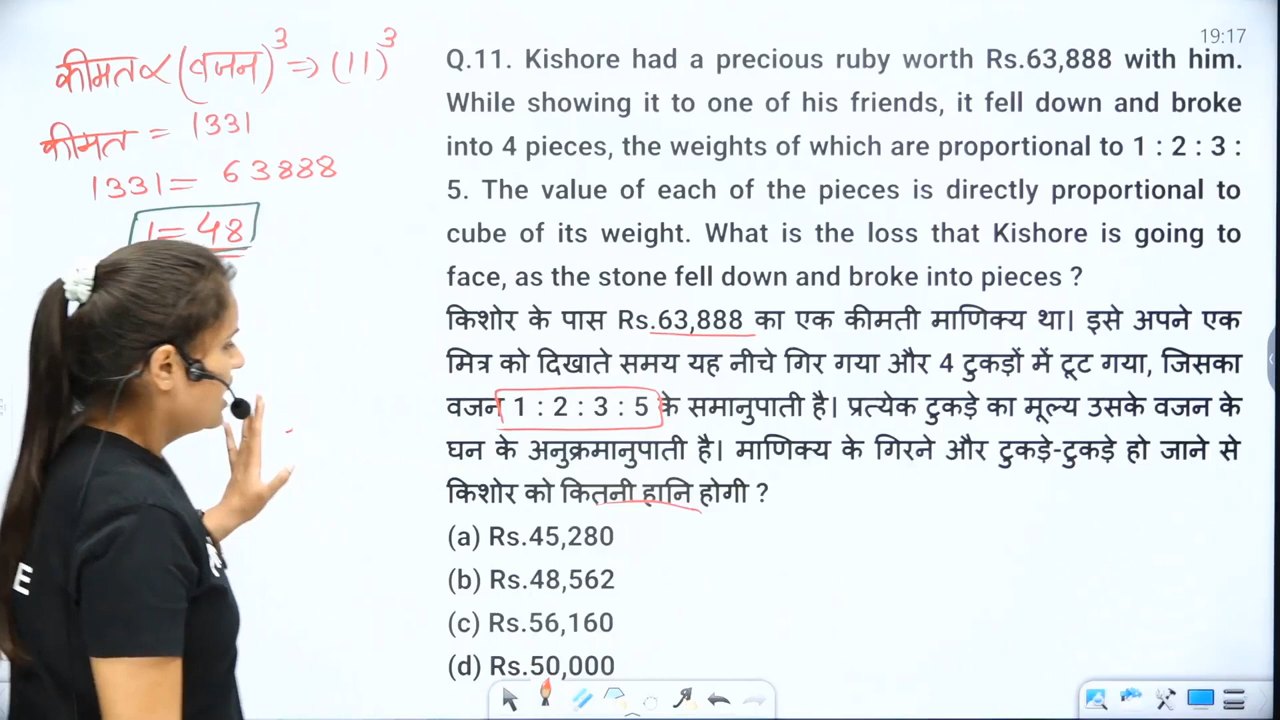 19:17
कीमत ∝ (वजन)³ ⇒ (11)³
कीमत = 1331
1331 = 63888
1 = 48
Q.11. Kishore had a precious ruby worth Rs.63,888 with him.
While showing it to one of his friends, it fell down and broke
into 4 pieces, the weights of which are proportional to 1 : 2 : 3 :
5. The value of each of the pieces is directly proportional to
cube of its weight. What is the loss that Kishore is going to
face, as the stone fell down and broke into pieces ?
किशोर के पास Rs.63,888 का एक कीमती माणिक्य था। इसे अपने एक
मित्र को दिखाते समय यह नीचे गिर गया और 4 टुकड़ों में टूट गया, जिसका
वजन 1 : 2 : 3 : 5 के समानुपाती है। प्रत्येक टुकड़े का मूल्य उसके वजन के
घन के अनुक्रमानुपाती है। माणिक्य के गिरने और टुकड़े-टुकड़े हो जाने से
किशोर को कितनी हानि होगी ?
(a) Rs.45,280
(b) Rs.48,562
(c) Rs.56,160
(d) Rs.50,000
E